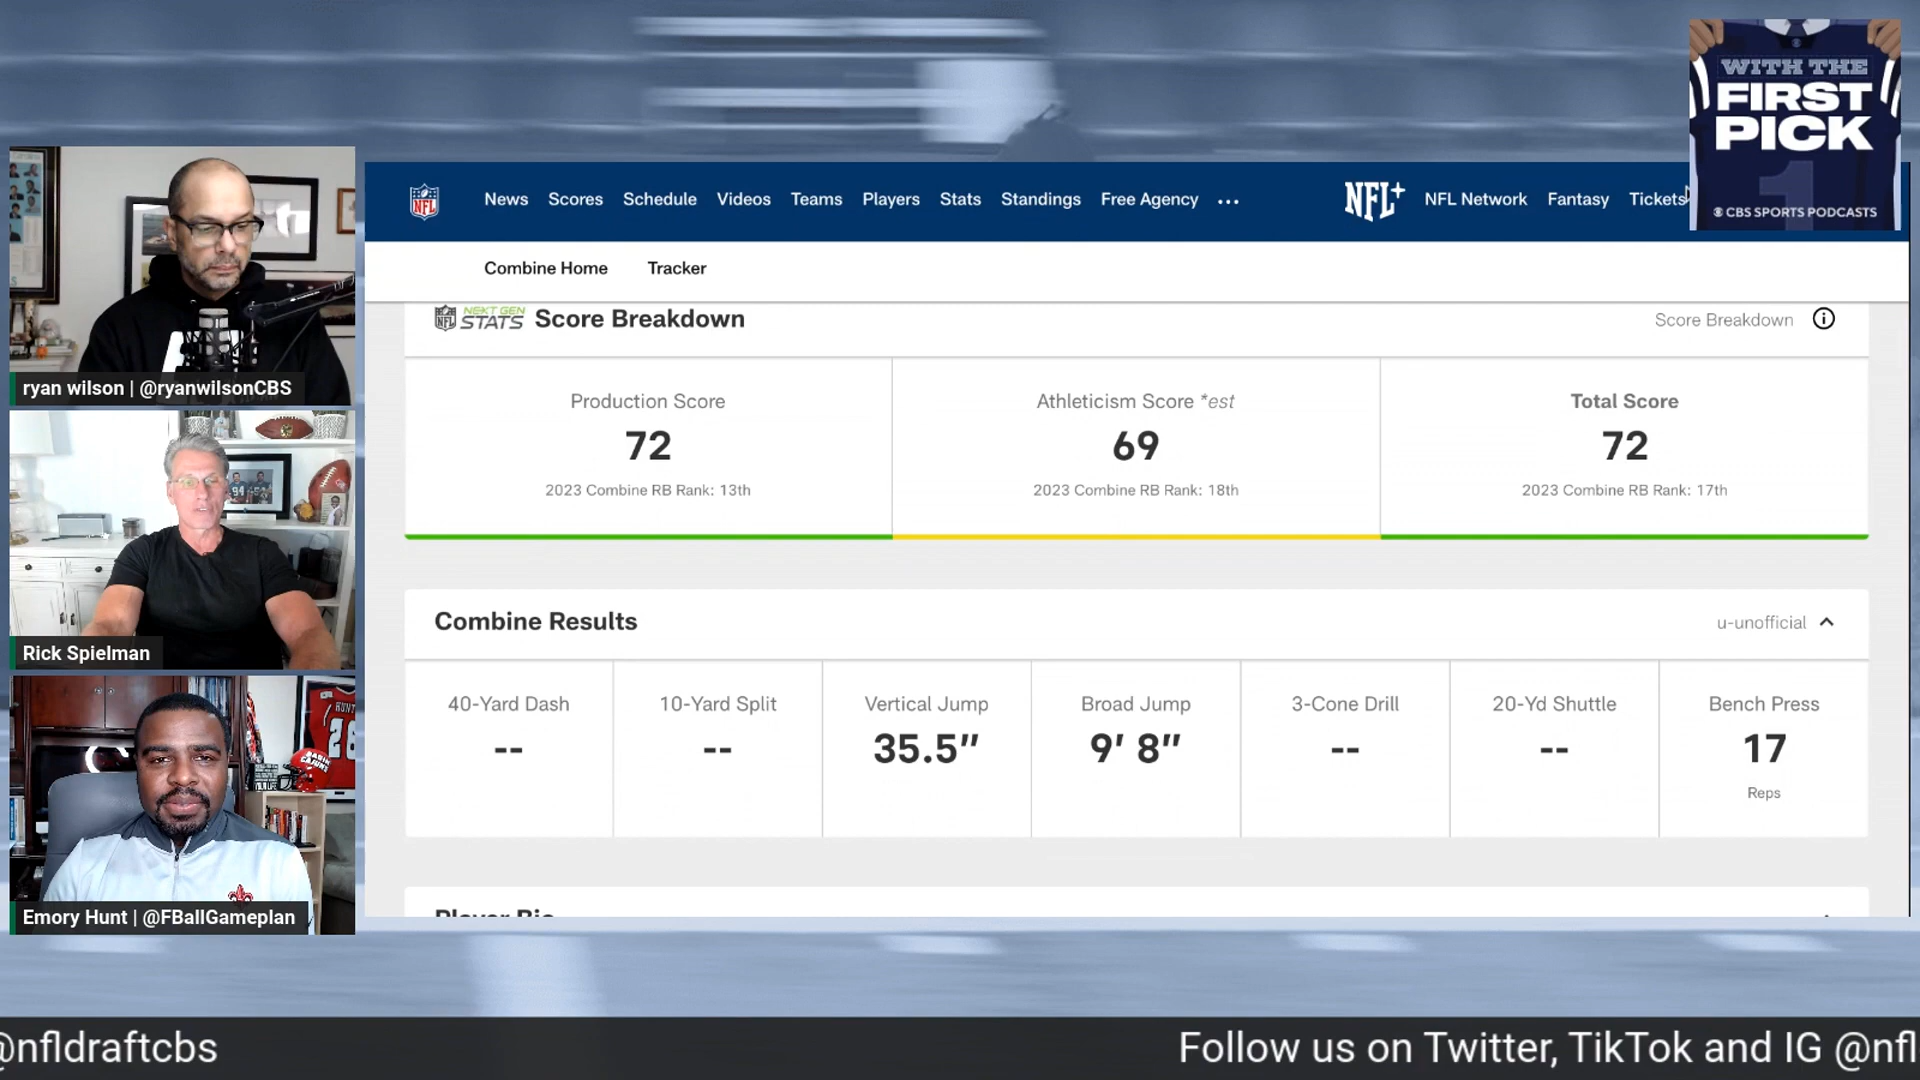 WITH THE
FIRST
PICK
1
CBS SPORTS PODCASTS
NFL
News Scores Schedule Videos Teams Players Stats Standings Free Agency ...
NFL+ NFL Network Fantasy Tickets
Combine Home Tracker
NFL NEXT GEN STATS Score Breakdown
Score Breakdown
Production Score
72
2023 Combine RB Rank: 13th
Athleticism Score *est
69
2023 Combine RB Rank: 18th
Total Score
72
2023 Combine RB Rank: 17th
Combine Results
u-unofficial
40-Yard Dash
--
10-Yard Split
--
Vertical Jump
35.5″
Broad Jump
9′ 8″
3-Cone Drill
--
20-Yd Shuttle
--
Bench Press
17
Reps
Player Bio
ryan wilson | @ryanwilsonCBS
Rick Spielman
Emory Hunt | @FBallGameplan
@nfldraftcbs
Follow us on Twitter, TikTok and IG @nfl